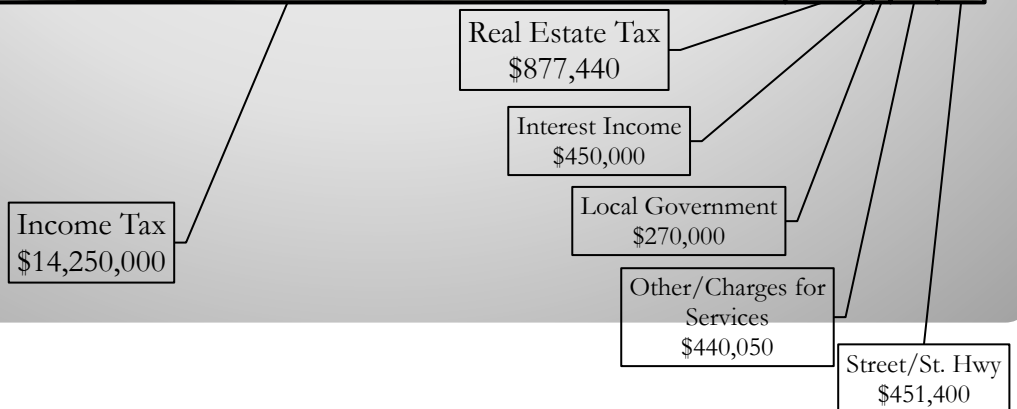 Real Estate Tax
$877,440
Interest Income
$450,000
Local Government
$270,000
Income Tax
$14,250,000
Other/Charges for
Services
$440,050
Street/St. Hwy
$451,400